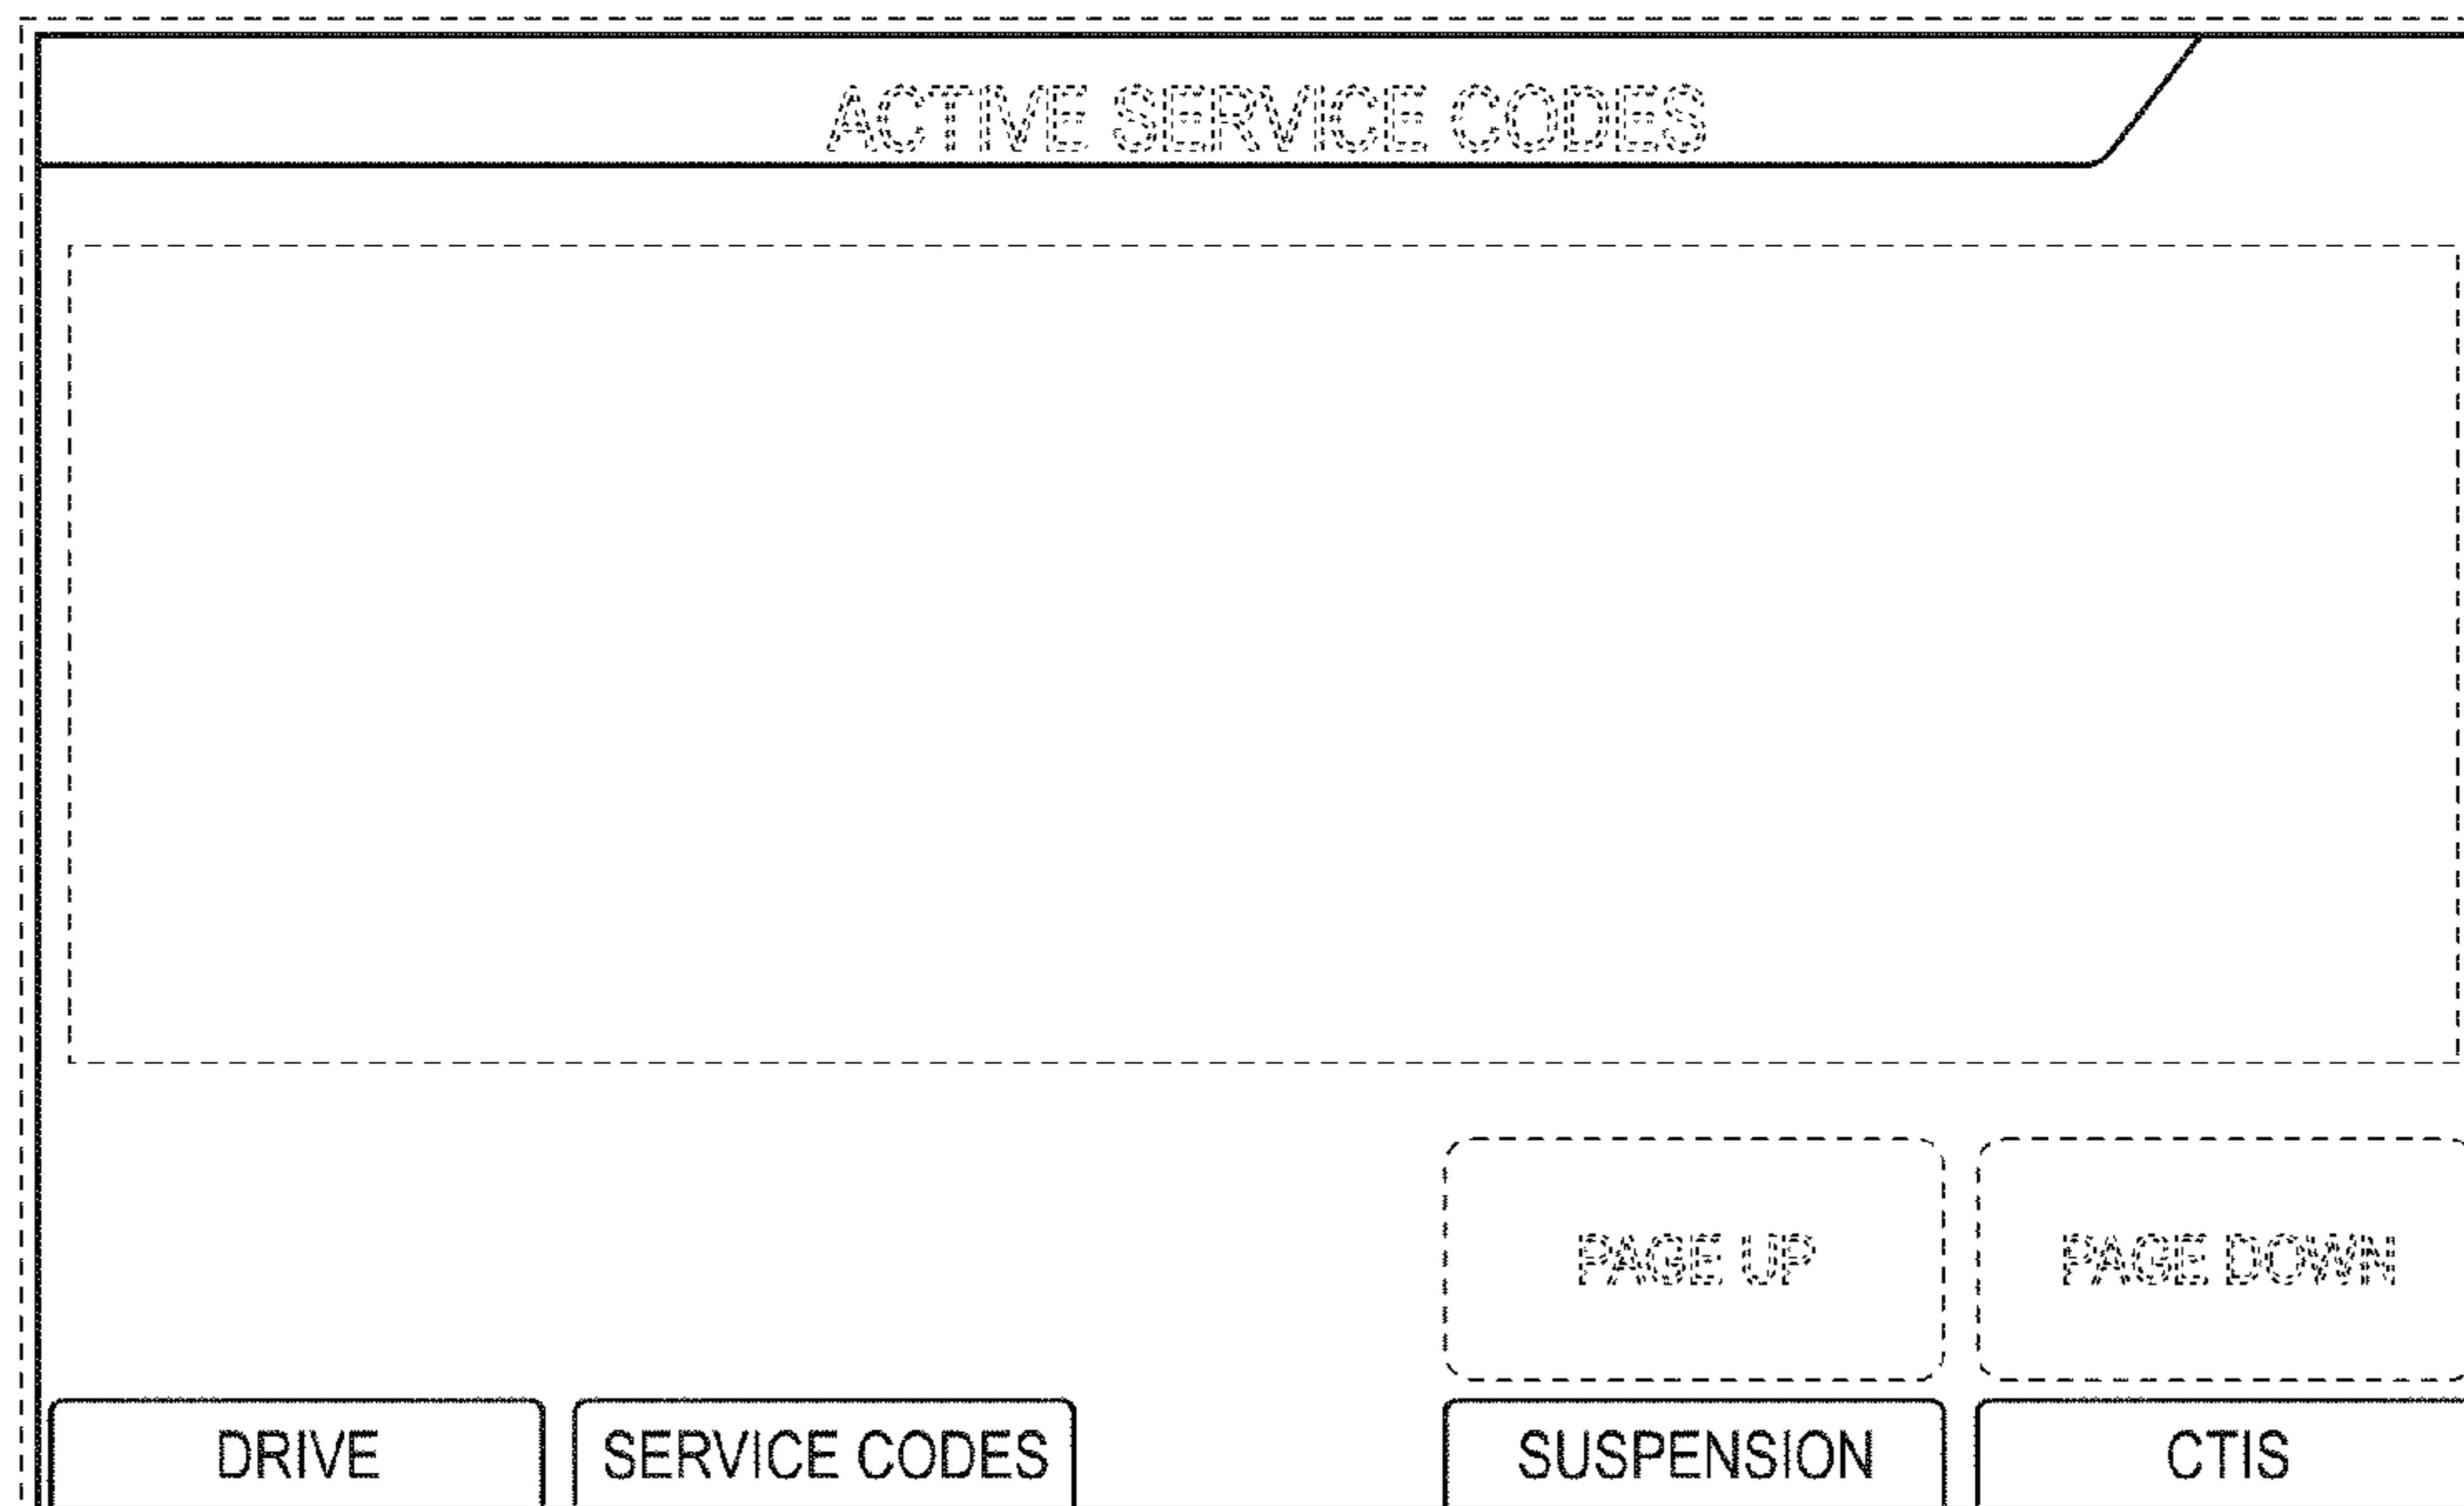 ACTIVE SERVICE CODES
PAGE UP PAGE DOWN
DRIVE SERVICE CODES SUSPENSION CTIS